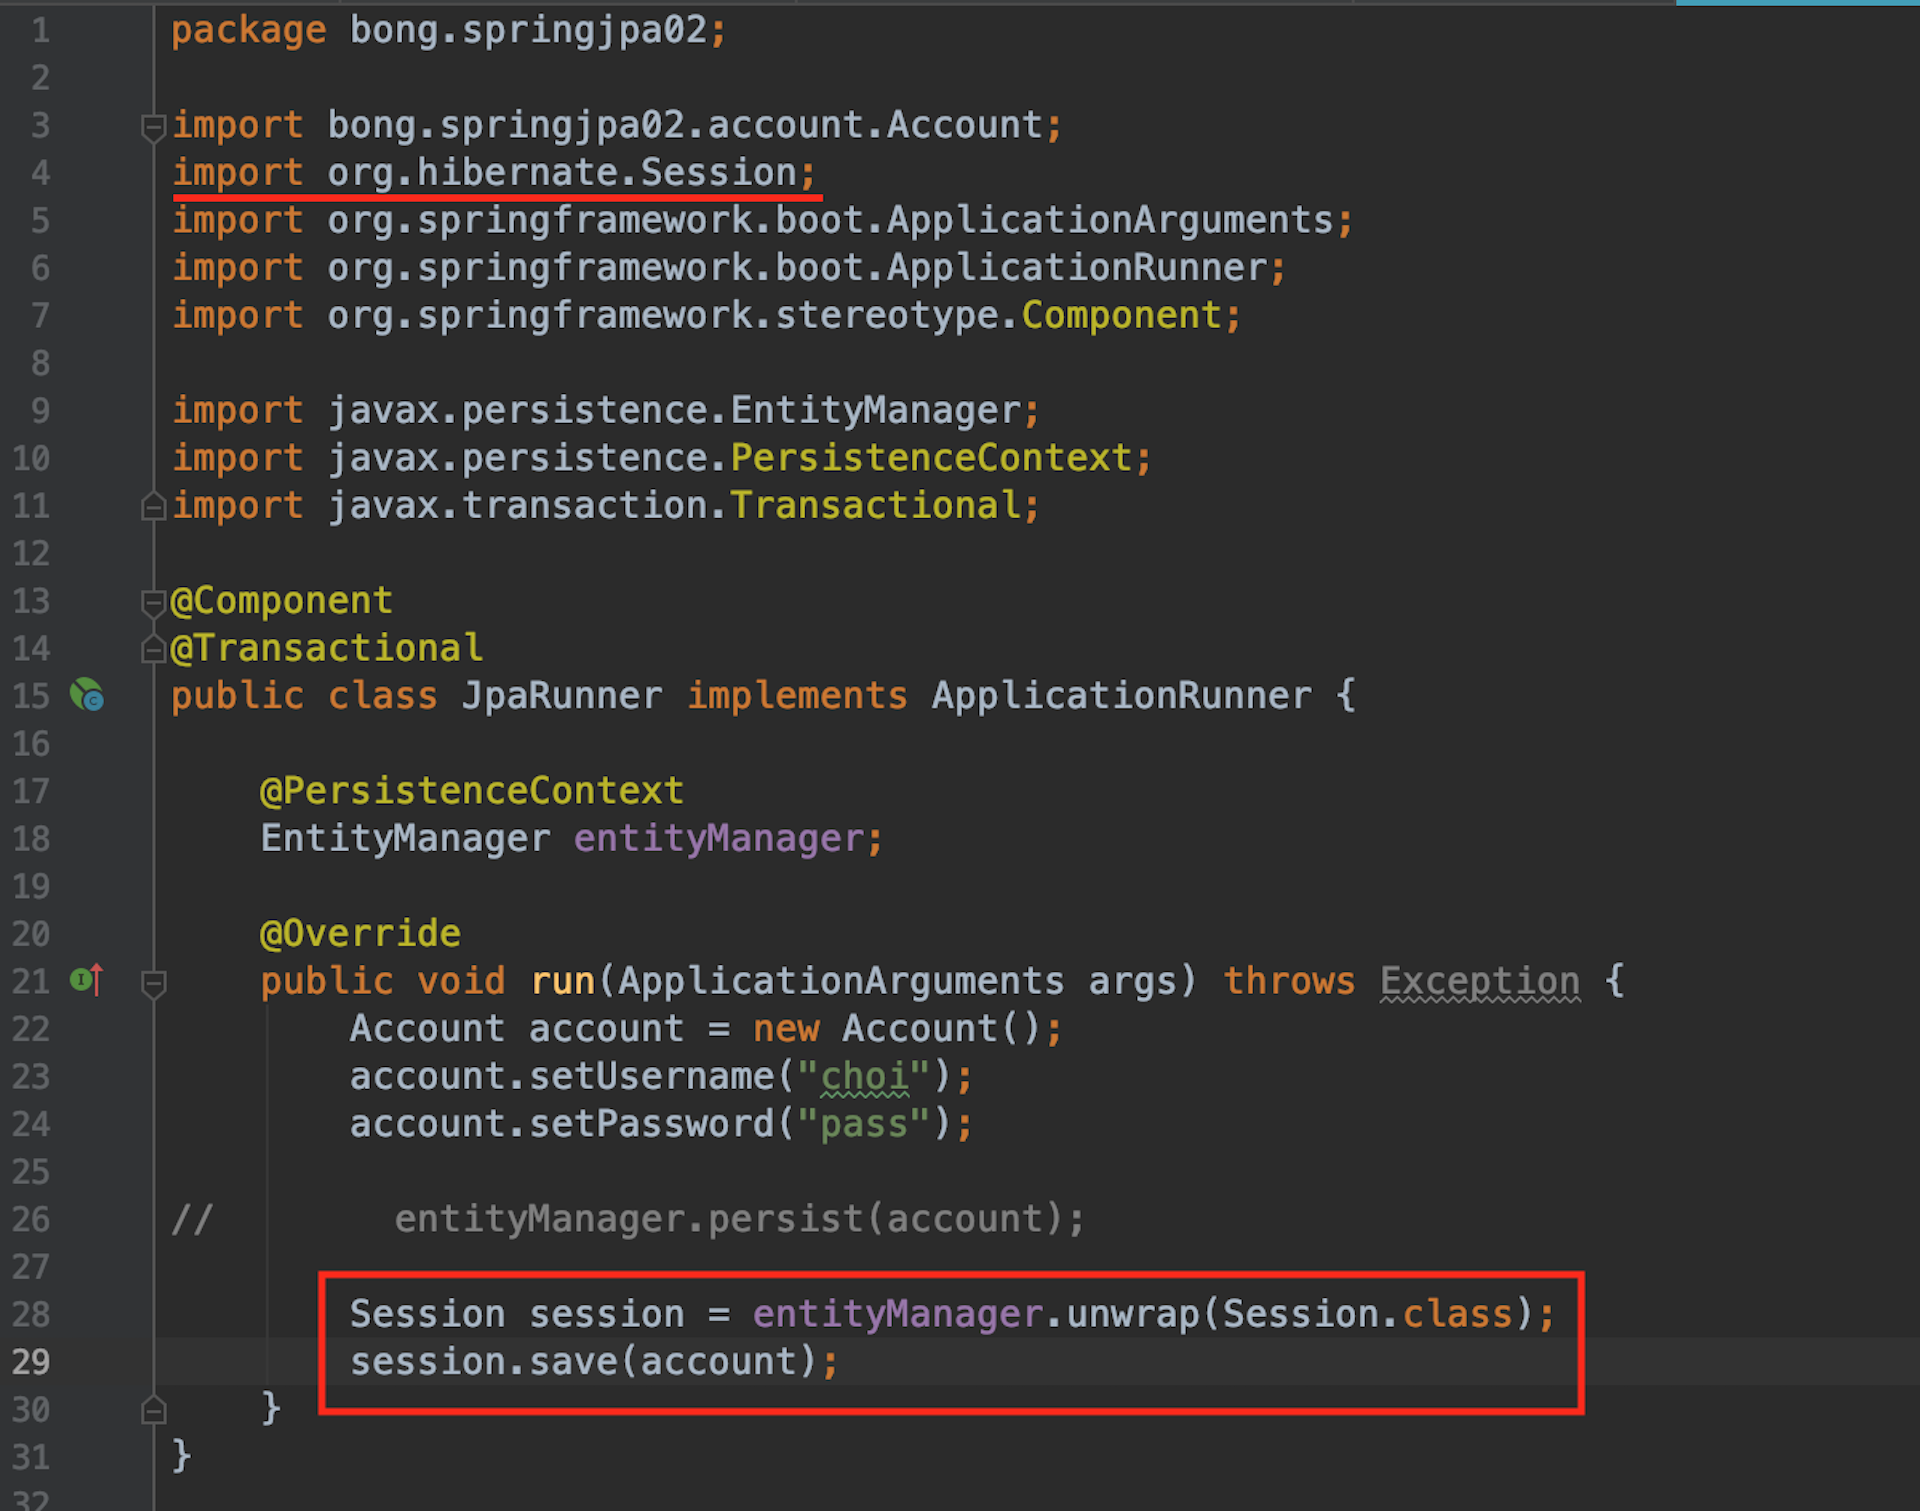 1 package bong.springjpa02;
2
3 import bong.springjpa02.account.Account;
4 import org.hibernate.Session;
5 import org.springframework.boot.ApplicationArguments;
6 import org.springframework.boot.ApplicationRunner;
7 import org.springframework.stereotype.Component;
8
9 import javax.persistence.EntityManager;
10 import javax.persistence.PersistenceContext;
11 import javax.transaction.Transactional;
12
13 @Component
14 @Transactional
15 public class JpaRunner implements ApplicationRunner {
16
17     @PersistenceContext
18     EntityManager entityManager;
19
20     @Override
21     public void run(ApplicationArguments args) throws Exception {
22         Account account = new Account();
23         account.setUsername("choi");
24         account.setPassword("pass");
25
26 //        entityManager.persist(account);
27
28         Session session = entityManager.unwrap(Session.class);
29         session.save(account);
30     }
31 }
32